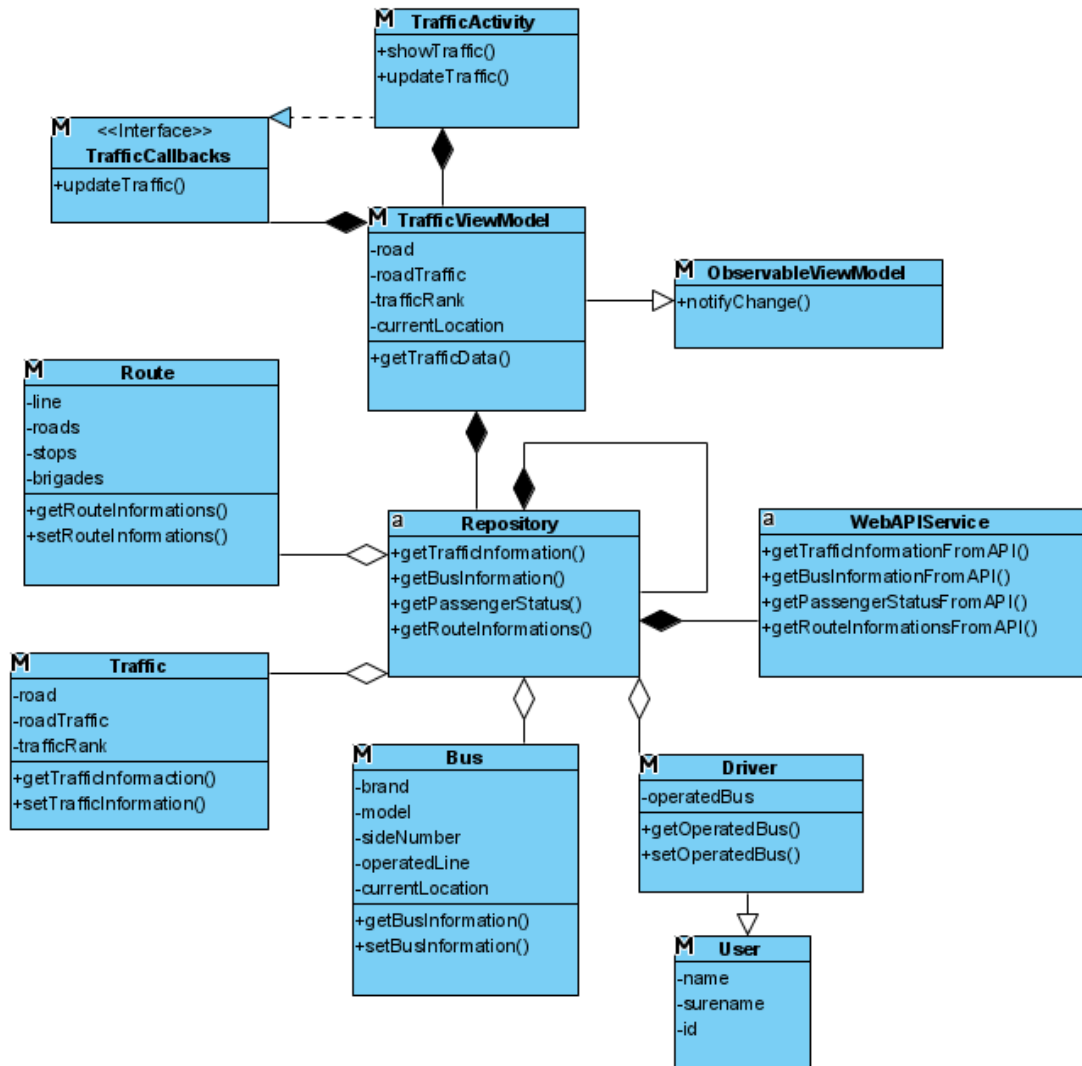 M TrafficActivity
+showTraffic()
+updateTraffic()
M <<Interface>>
TrafficCallbacks
+updateTraffic()
M TrafficViewModel
-road
-roadTraffic
-trafficRank
-currentLocation
+getTrafficData()
M ObservableViewModel
+notifyChange()
M Route
-line
-roads
-stops
-brigades
+getRouteInformations()
+setRouteInformations()
a Repository
+getTrafficInformation()
+getBusInformation()
+getPassengerStatus()
+getRouteInformations()
a WebAPIService
+getTrafficInformationFromAPI()
+getBusInformationFromAPI()
+getPassengerStatusFromAPI()
+getRouteInformationsFromAPI()
M Traffic
-road
-roadTraffic
-trafficRank
+getTrafficInformaction()
+setTrafficInformation()
M Bus
-brand
-model
-sideNumber
-operatedLine
-currentLocation
+getBusInformation()
+setBusInformation()
M Driver
-operatedBus
+getOperatedBus()
+setOperatedBus()
M User
-name
-surename
-id